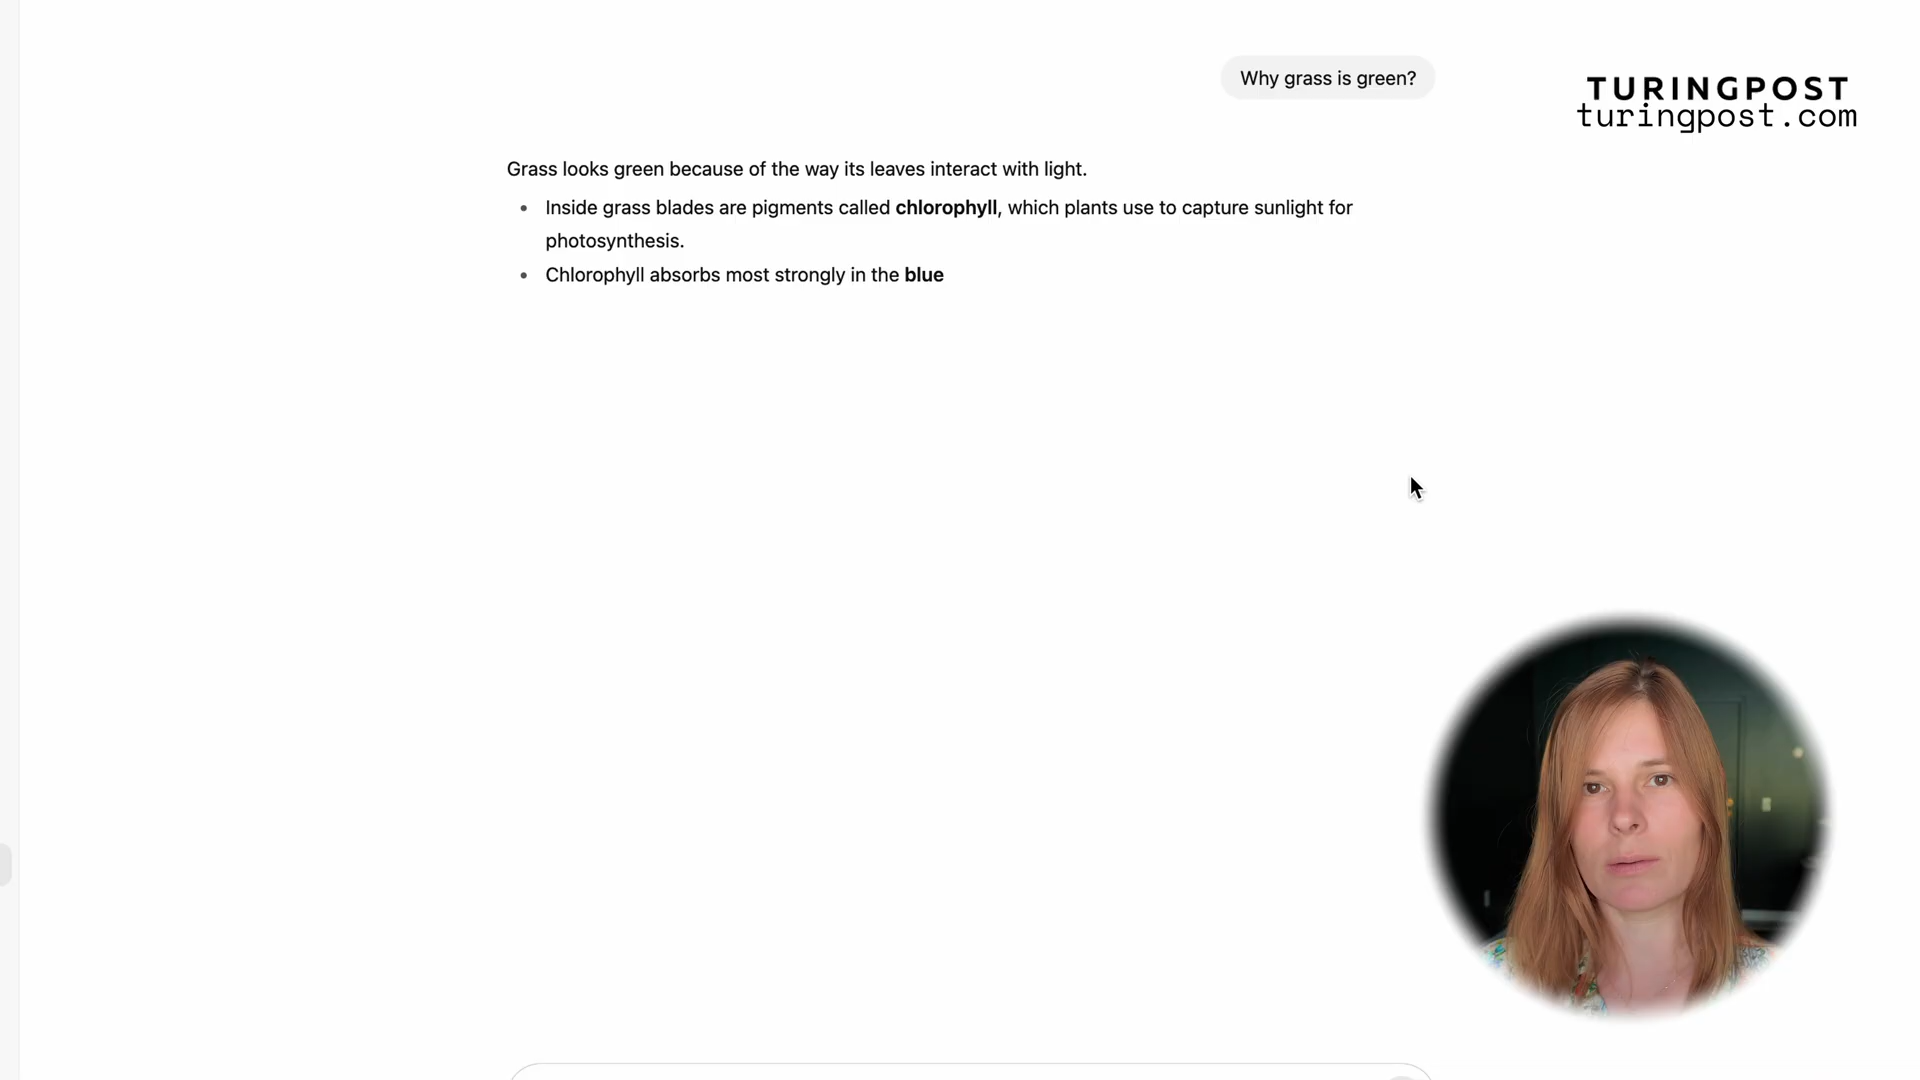 Why grass is green?
TURINGPOST
turingpost.com
Grass looks green because of the way its leaves interact with light.
• Inside grass blades are pigments called chlorophyll, which plants use to capture sunlight for
photosynthesis.
• Chlorophyll absorbs most strongly in the blue